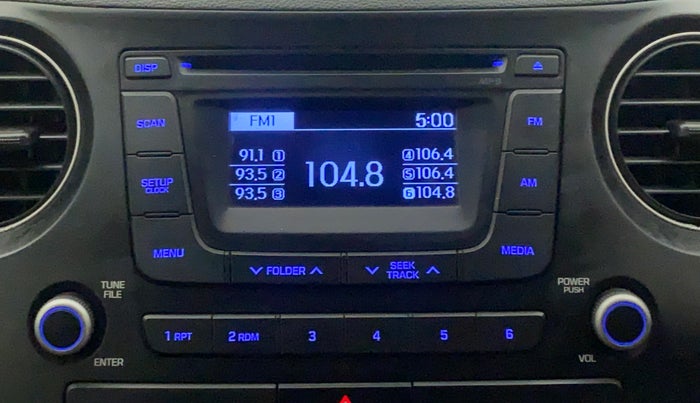 DISP
MP3
SCAN
FM1 5:00
FM
91.1 1 104.8 4 106.4
93.5 2 5 106.4
93.5 3 6 104.8
SETUP
CLOCK
AM
MENU
FOLDER
SEEK
TRACK
MEDIA
TUNE
FILE
POWER
PUSH
1 RPT 2 RDM 3 4 5 6
ENTER
VOL